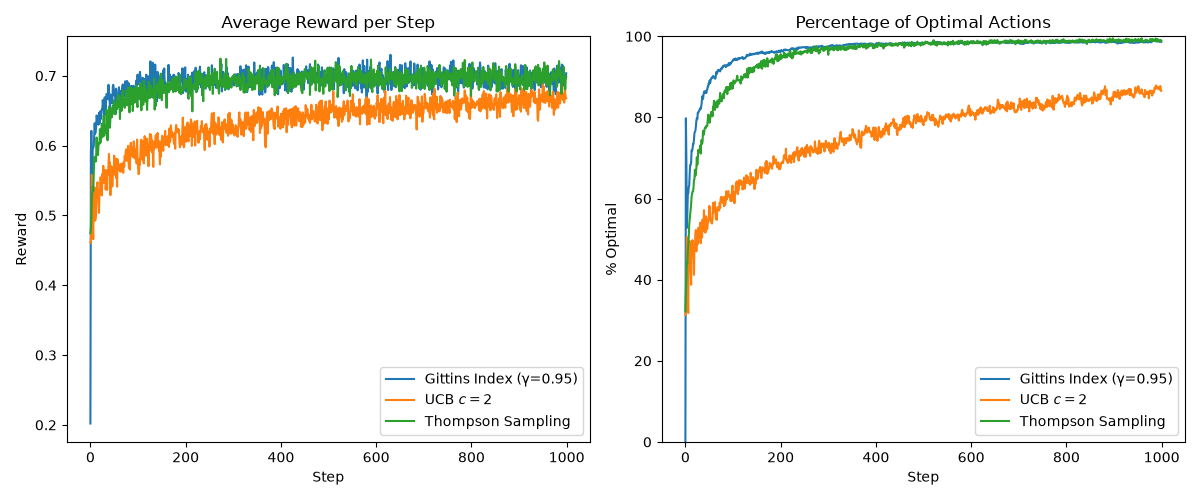 Average Reward per Step
Reward
0.7
0.6
0.5
0.4
0.3
0.2
0
200
400
600
800
1000
Step
Gittins Index (γ=0.95)
UCB c = 2
Thompson Sampling
Percentage of Optimal Actions
% Optimal
100
80
60
40
20
0
0
200
400
600
800
1000
Step
Gittins Index (γ=0.95)
UCB c = 2
Thompson Sampling